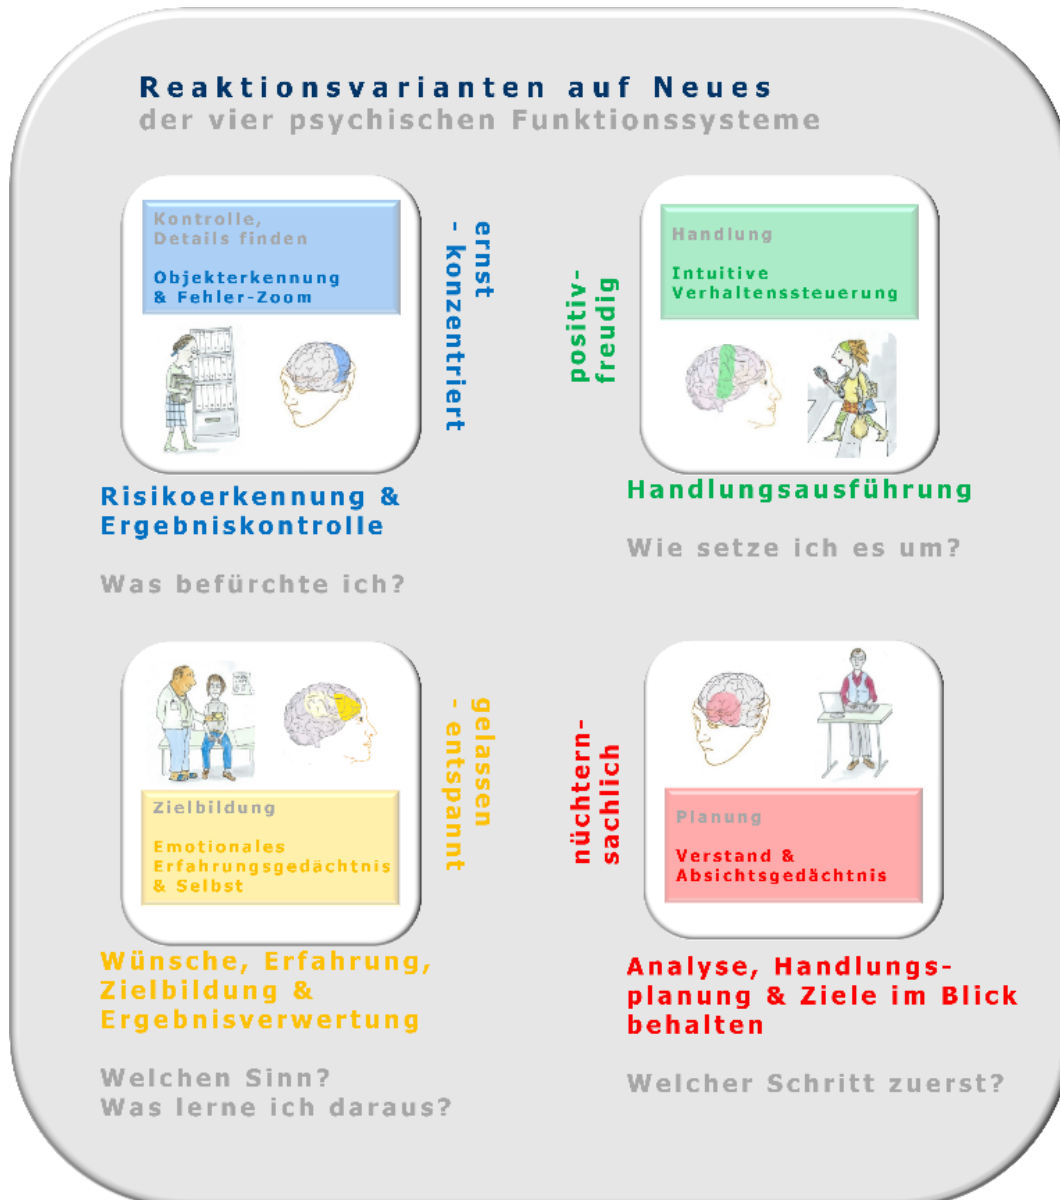 Reaktionsvarianten auf Neues
der vier psychischen Funktionssysteme
Kontrolle,
Details finden
Objekterkennung
& Fehler-Zoom
ernst
- konzentriert
Risikoerkennung &
Ergebniskontrolle
Was befürchte ich?
positiv-
freudig
Handlung
Intuitive
Verhaltenssteuerung
Handlungsausführung
Wie setze ich es um?
Zielbildung
Emotionales
Erfahrungsgedächtnis
& Selbst
gelassen
- entspannt
Wünsche, Erfahrung,
Zielbildung &
Ergebnisverwertung
Welchen Sinn?
Was lerne ich daraus?
nüchtern-
sachlich
Planung
Verstand &
Absichtsgedächtnis
Analyse, Handlungs-
planung & Ziele im Blick
behalten
Welcher Schritt zuerst?